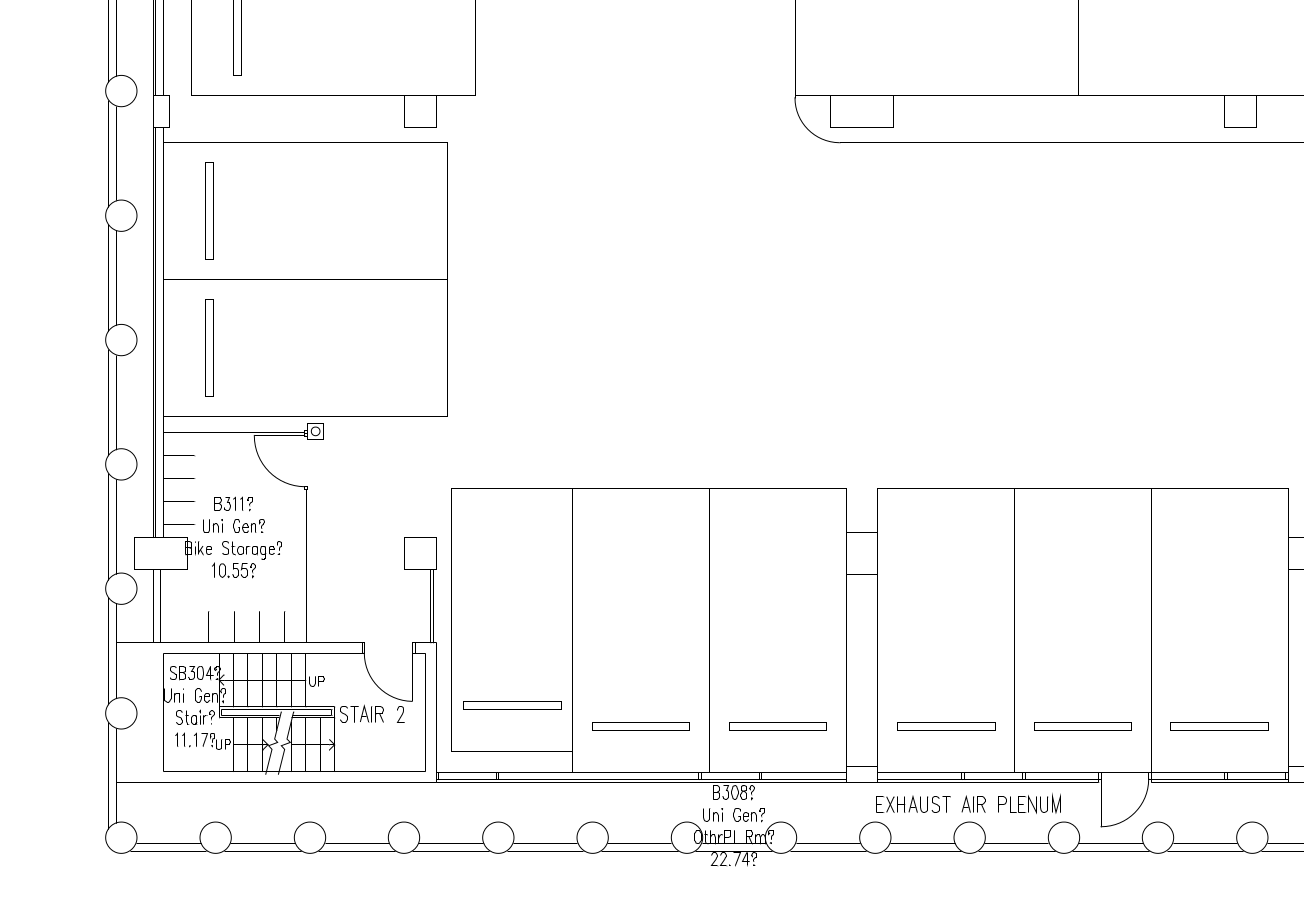 B311?
Uni Gen?
Bike Storage?
10.55?
SB304?
Uni Gen?
Stair?
11.17?
UP
UP
STAIR 2
B308?
Uni Gen?
OthrPl Rm?
22.74?
EXHAUST AIR PLENUM